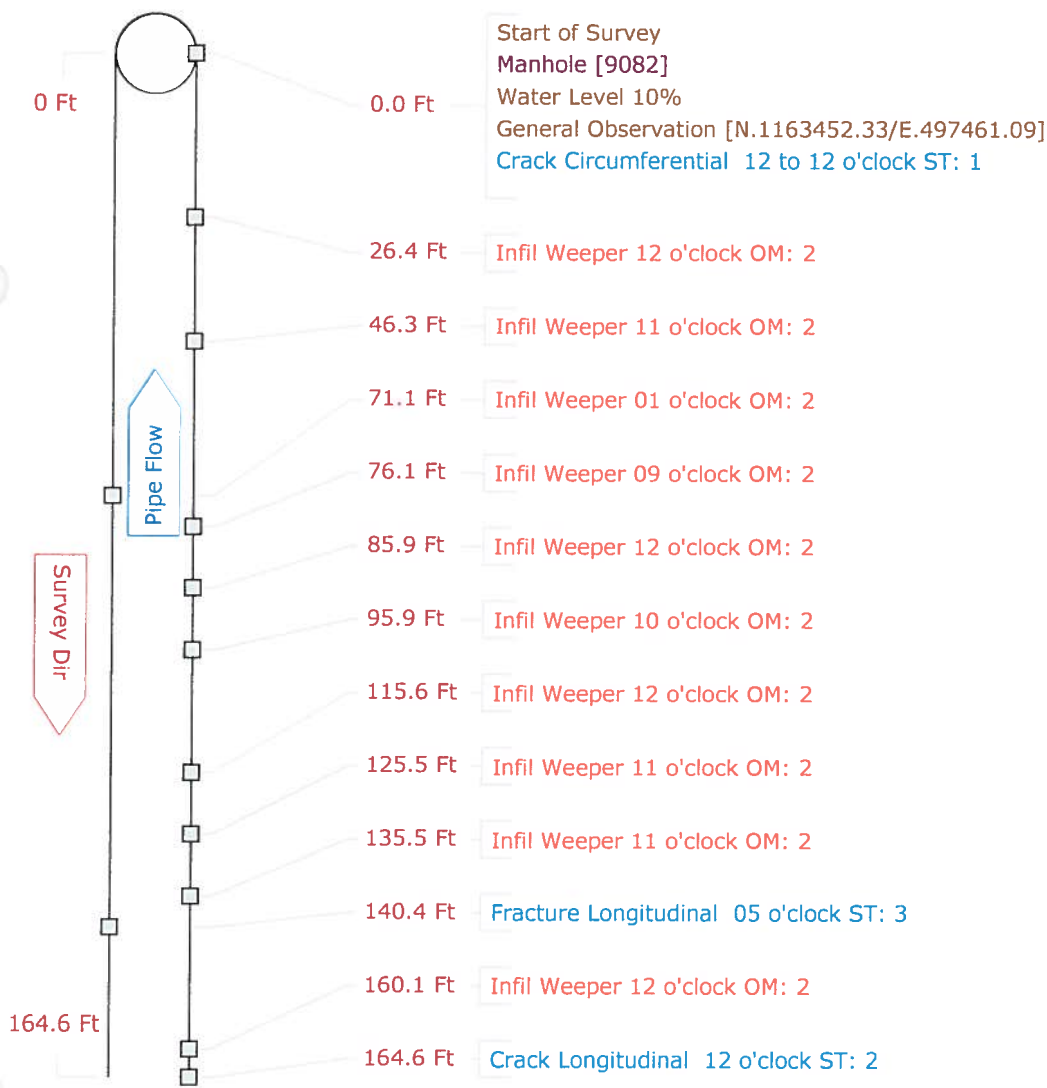 Start of Survey
Manhole [9082]
0 Ft
0.0 Ft
Water Level 10%
General Observation [N.1163452.33/E.497461.09]
Crack Circumferential 12 to 12 o'clock ST: 1
26.4 Ft Infil Weeper 12 o'clock OM: 2
46.3 Ft Infil Weeper 11 o'clock OM: 2
71.1 Ft Infil Weeper 01 o'clock OM: 2
Pipe Flow
76.1 Ft Infil Weeper 09 o'clock OM: 2
85.9 Ft Infil Weeper 12 o'clock OM: 2
Survey Dir
95.9 Ft Infil Weeper 10 o'clock OM: 2
115.6 Ft Infil Weeper 12 o'clock OM: 2
125.5 Ft Infil Weeper 11 o'clock OM: 2
135.5 Ft Infil Weeper 11 o'clock OM: 2
140.4 Ft Fracture Longitudinal 05 o'clock ST: 3
160.1 Ft Infil Weeper 12 o'clock OM: 2
164.6 Ft
164.6 Ft Crack Longitudinal 12 o'clock ST: 2